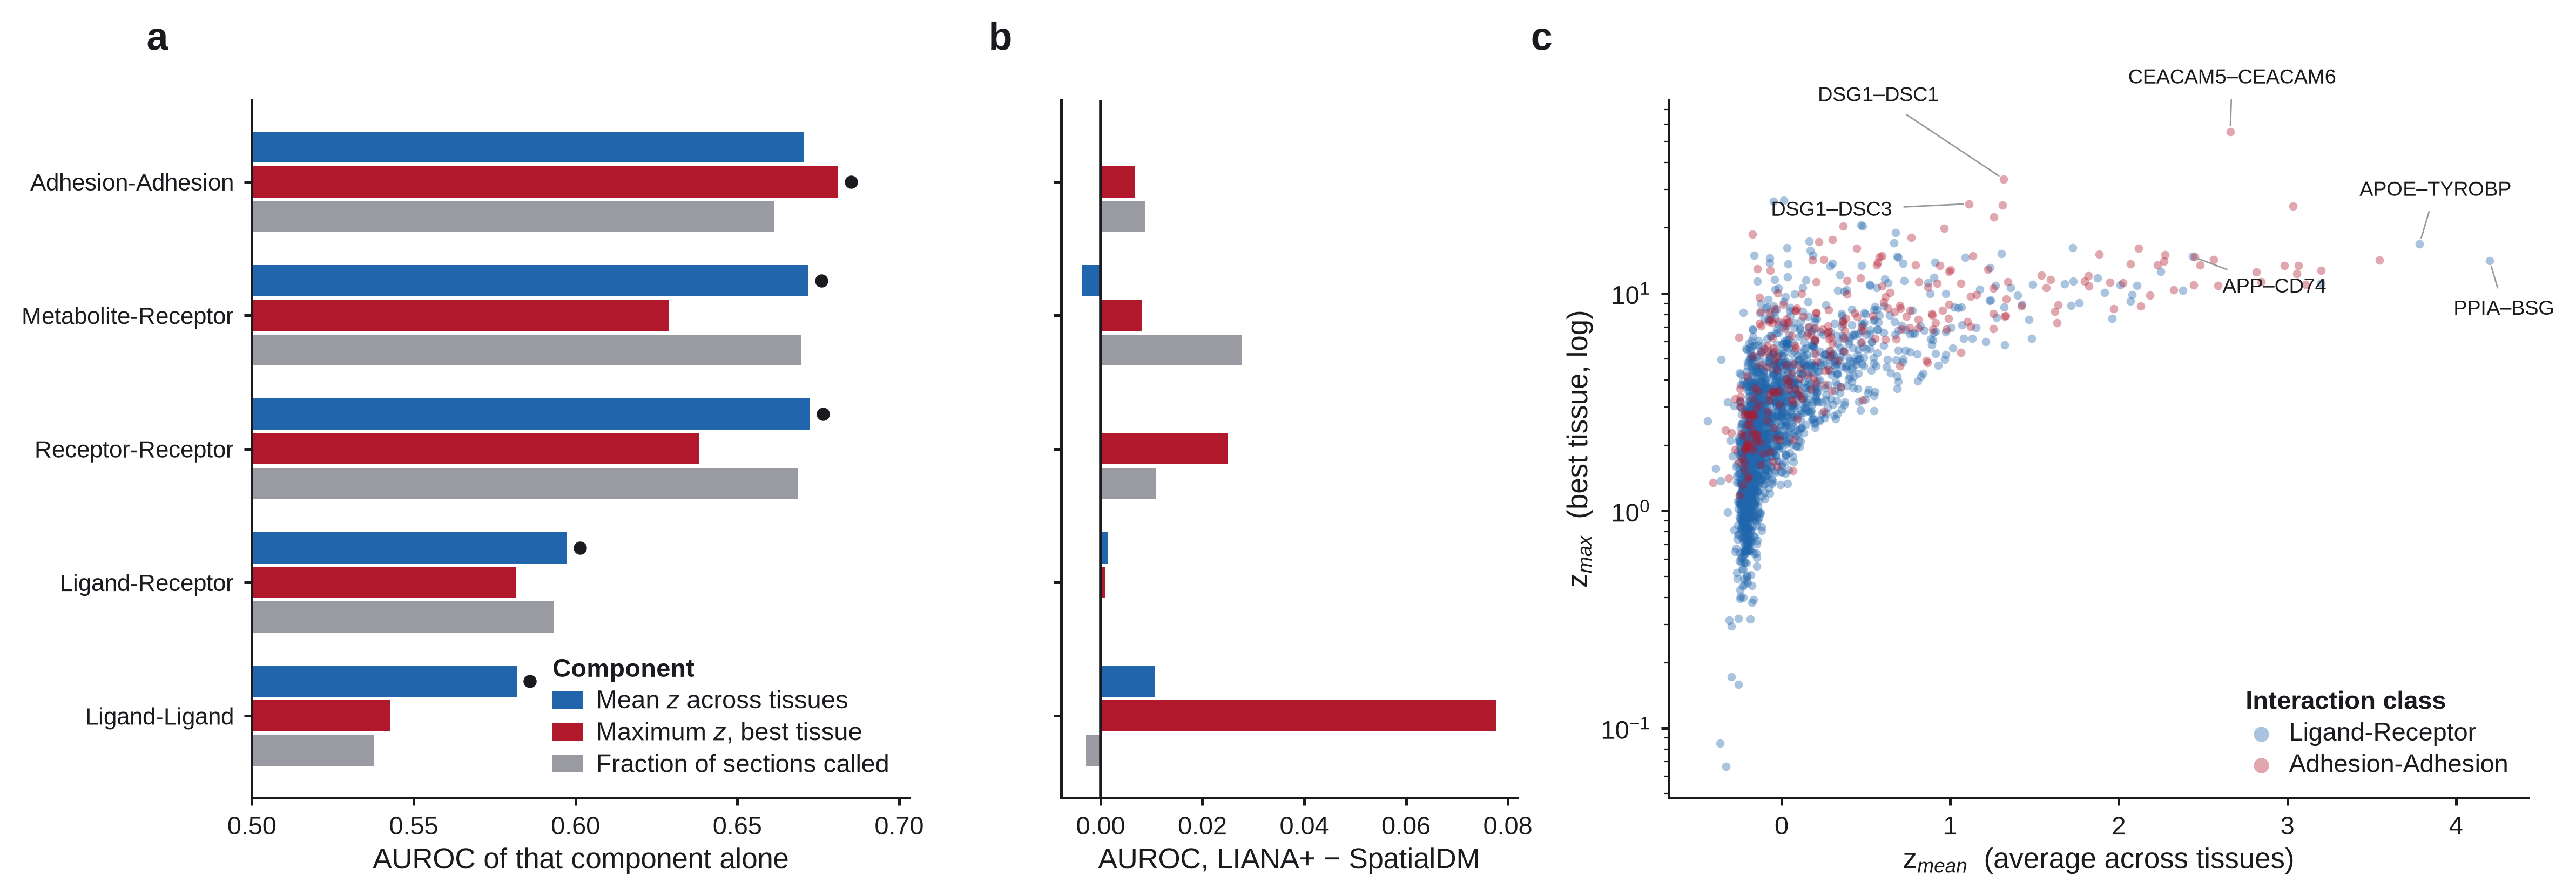 a
Adhesion-Adhesion
Metabolite-Receptor
Receptor-Receptor
Ligand-Receptor
Ligand-Ligand
Component
Mean z across tissues
Maximum z, best tissue
Fraction of sections called
0.50 0.55 0.60 0.65 0.70
AUROC of that component alone
b
0.00 0.02 0.04 0.06 0.08
AUROC, LIANA+ − SpatialDM
c
CEACAM5–CEACAM6
DSG1–DSC1
APOE–TYROBP
DSG1–DSC3
APP–CD74
PPIA–BSG
10¹
10⁰
10⁻¹
zmax (best tissue, log)
Interaction class
Ligand-Receptor
Adhesion-Adhesion
0 1 2 3 4
zmean (average across tissues)